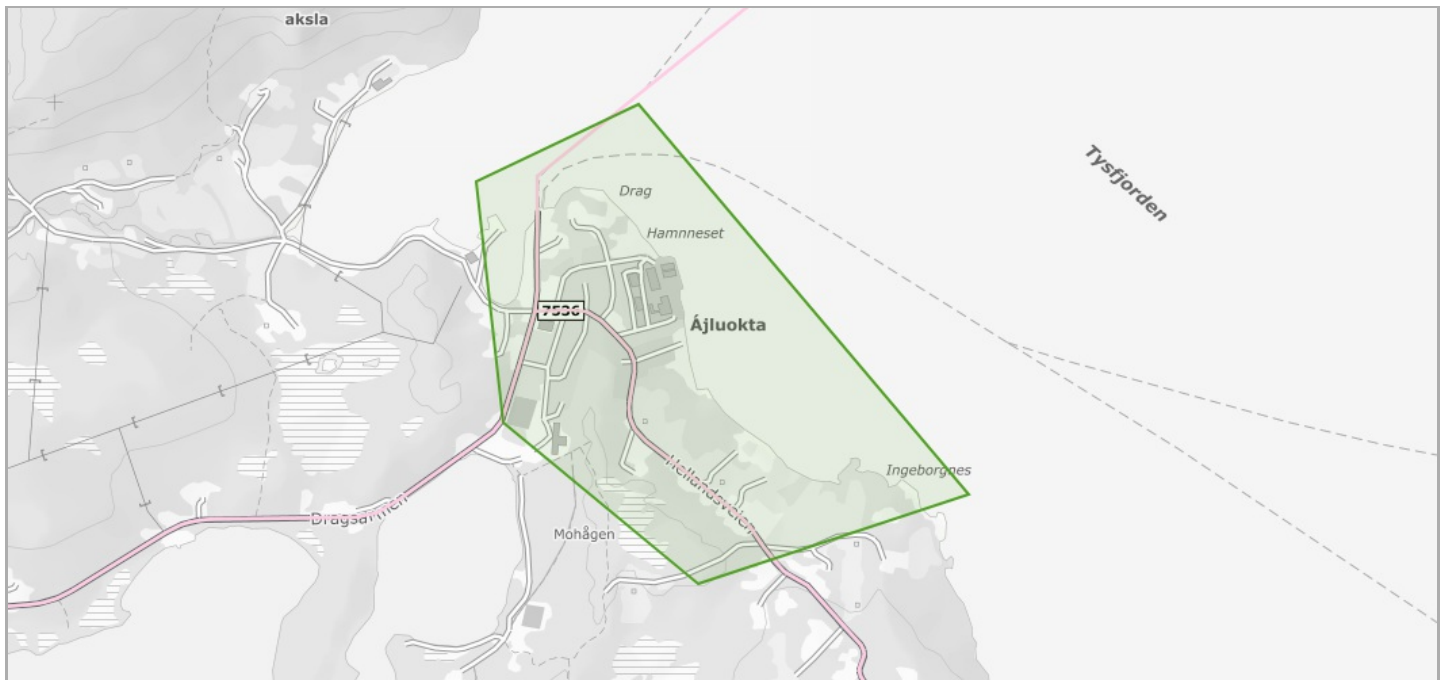 aksla
Tysfjorden
Drag
Hamnneset
7536
Ájluokta
Ingeborgnes
Hellandsveien
Dragsarmen
Mohågen